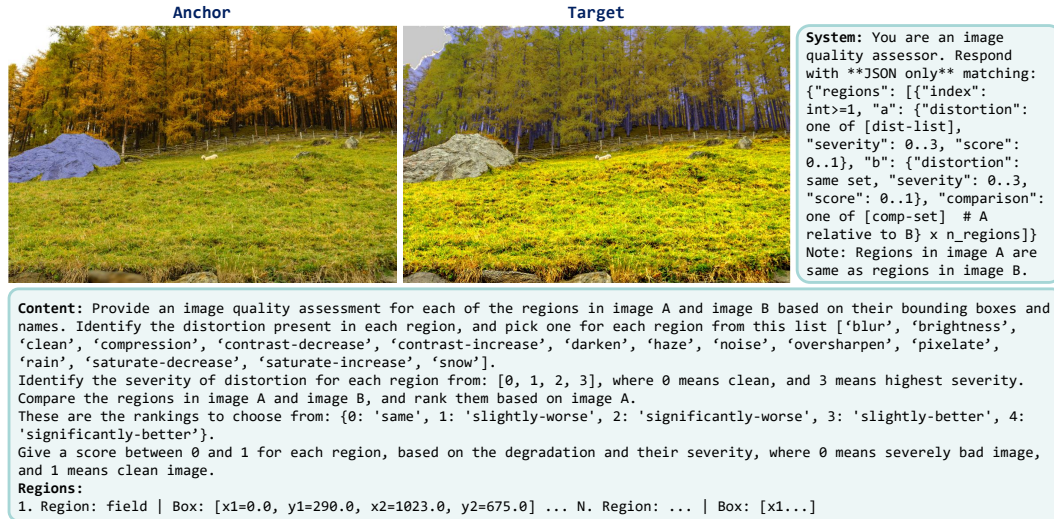 Anchor
Target
System: You are an image
quality assessor. Respond
with **JSON only** matching:
{"regions": [{"index":
int>=1, "a": {"distortion":
one of [dist-list],
"severity": 0..3, "score":
0..1}, "b": {"distortion":
same set, "severity": 0..3,
"score": 0..1}, "comparison":
one of [comp-set]  # A
relative to B} x n_regions]}
Note: Regions in image A are
same as regions in image B.
Content: Provide an image quality assessment for each of the regions in image A and image B based on their bounding boxes and
names. Identify the distortion present in each region, and pick one for each region from this list [‘blur’, ‘brightness’,
‘clean’, ‘compression’, ‘contrast-decrease’, ‘contrast-increase’, ‘darken’, ‘haze’, ‘noise’, ‘oversharpen’, ‘pixelate’,
‘rain’, ‘saturate-decrease’, ‘saturate-increase’, ‘snow’].
Identify the severity of distortion for each region from: [0, 1, 2, 3], where 0 means clean, and 3 means highest severity.
Compare the regions in image A and image B, and rank them based on image A.
These are the rankings to choose from: {0: 'same', 1: 'slightly-worse', 2: 'significantly-worse', 3: 'slightly-better', 4:
'significantly-better’}.
Give a score between 0 and 1 for each region, based on the degradation and their severity, where 0 means severely bad image,
and 1 means clean image.
Regions:
1. Region: field | Box: [x1=0.0, y1=290.0, x2=1023.0, y2=675.0] ... N. Region: ... | Box: [x1...]